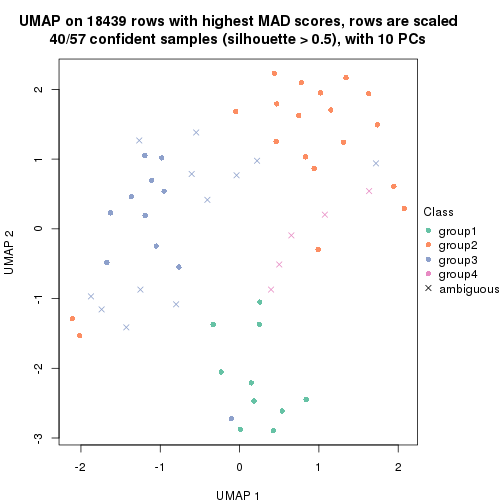 UMAP on 18439 rows with highest MAD scores, rows are scaled
40/57 confident samples (silhouette > 0.5), with 10 PCs
2
1
0
-1
-2
-3
UMAP 2
-2
-1
0
1
2
UMAP 1
Class
group1
group2
group3
group4
ambiguous